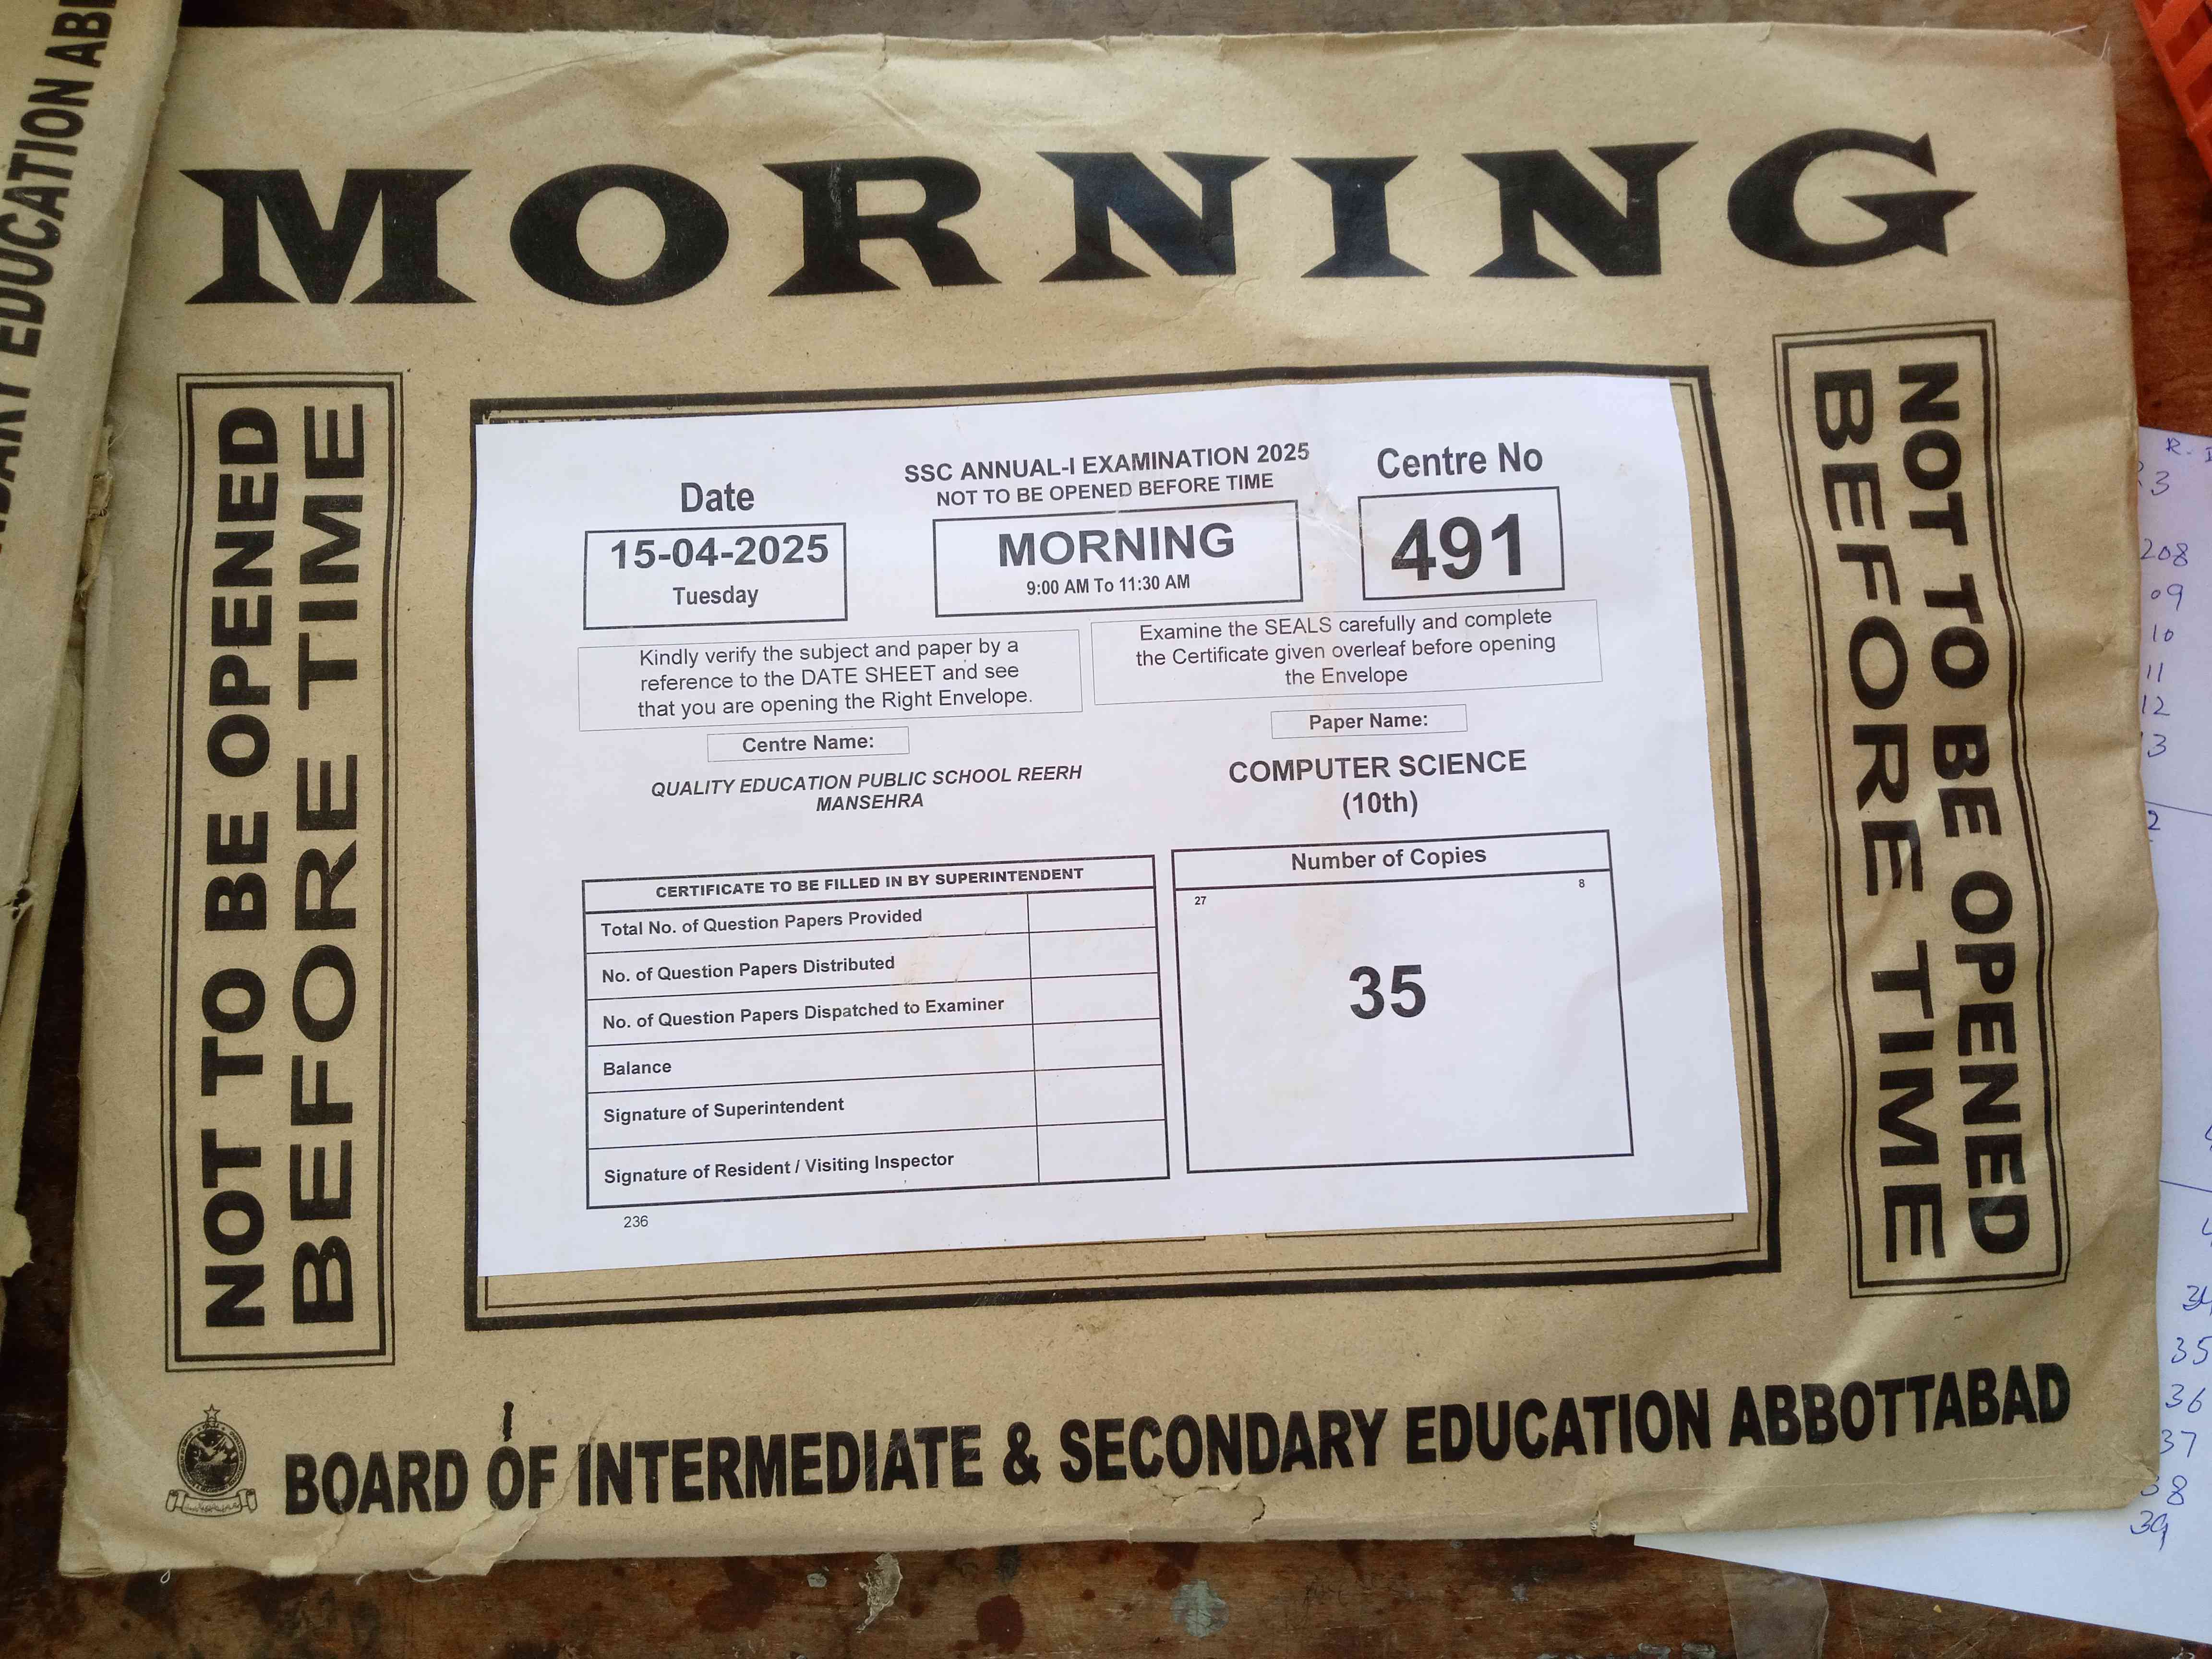 MORNING
NOT TO BE OPENED
BEFORE TIME
SSC ANNUAL-I EXAMINATION 2025
NOT TO BE OPENED BEFORE TIME
Date
15-04-2025
Tuesday
MORNING
9:00 AM To 11:30 AM
Centre No
491
Kindly verify the subject and paper by a
reference to the DATE SHEET and see
that you are opening the Right Envelope.
Examine the SEALS carefully and complete
the Certificate given overleaf before opening
the Envelope
Centre Name:
QUALITY EDUCATION PUBLIC SCHOOL REERH
MANSEHRA
Paper Name:
COMPUTER SCIENCE
(10th)
CERTIFICATE TO BE FILLED IN BY SUPERINTENDENT
Total No. of Question Papers Provided
No. of Question Papers Distributed
No. of Question Papers Dispatched to Examiner
Balance
Signature of Superintendent
Signature of Resident / Visiting Inspector
236
Number of Copies
27 8
35
NOT TO BE OPENED
BEFORE TIME
BOARD OF INTERMEDIATE & SECONDARY EDUCATION ABBOTTABAD
EDUCATION
208
09
10
11
12
35
36
37
39